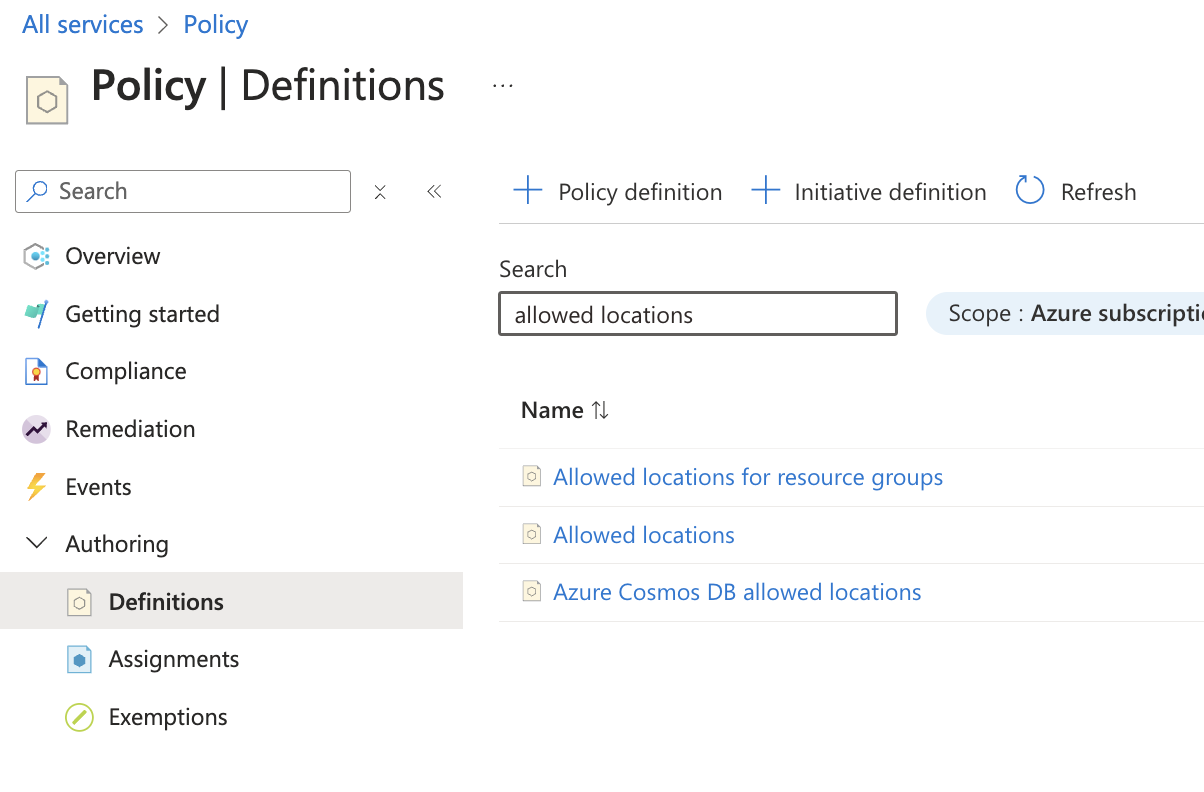 All services > Policy
Policy | Definitions ...
Search
Policy definition Initiative definition Refresh
Overview
Getting started
Compliance
Remediation
Events
Authoring
Definitions
Assignments
Exemptions
Search
allowed locations
Scope : Azure
Name
Allowed locations for resource groups
Allowed locations
Azure Cosmos DB allowed locations